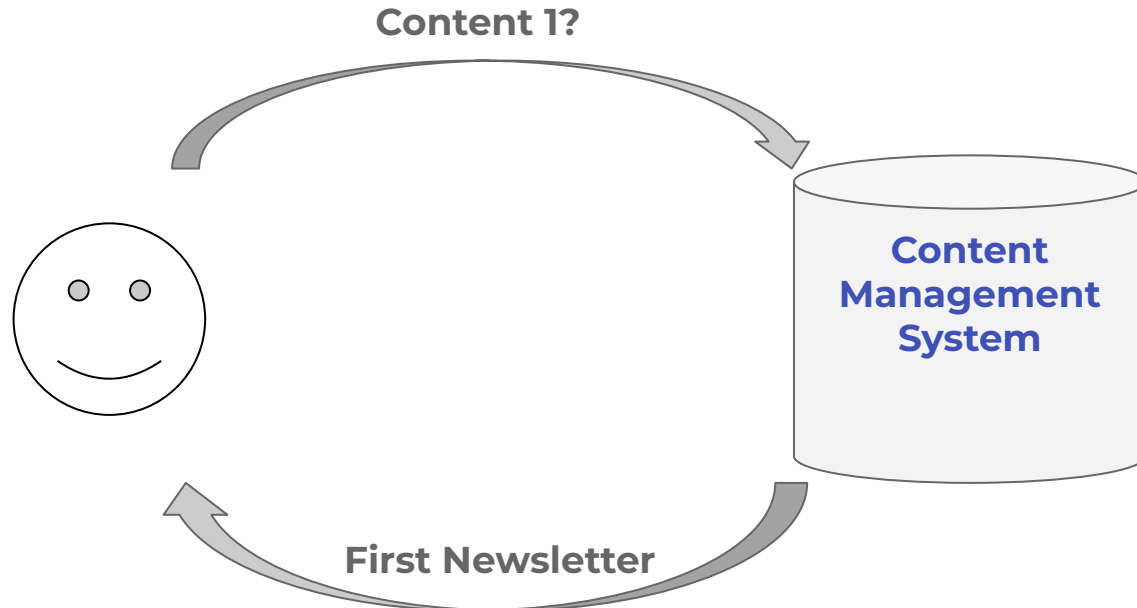 Content 1?
Content
Management
System
First Newsletter